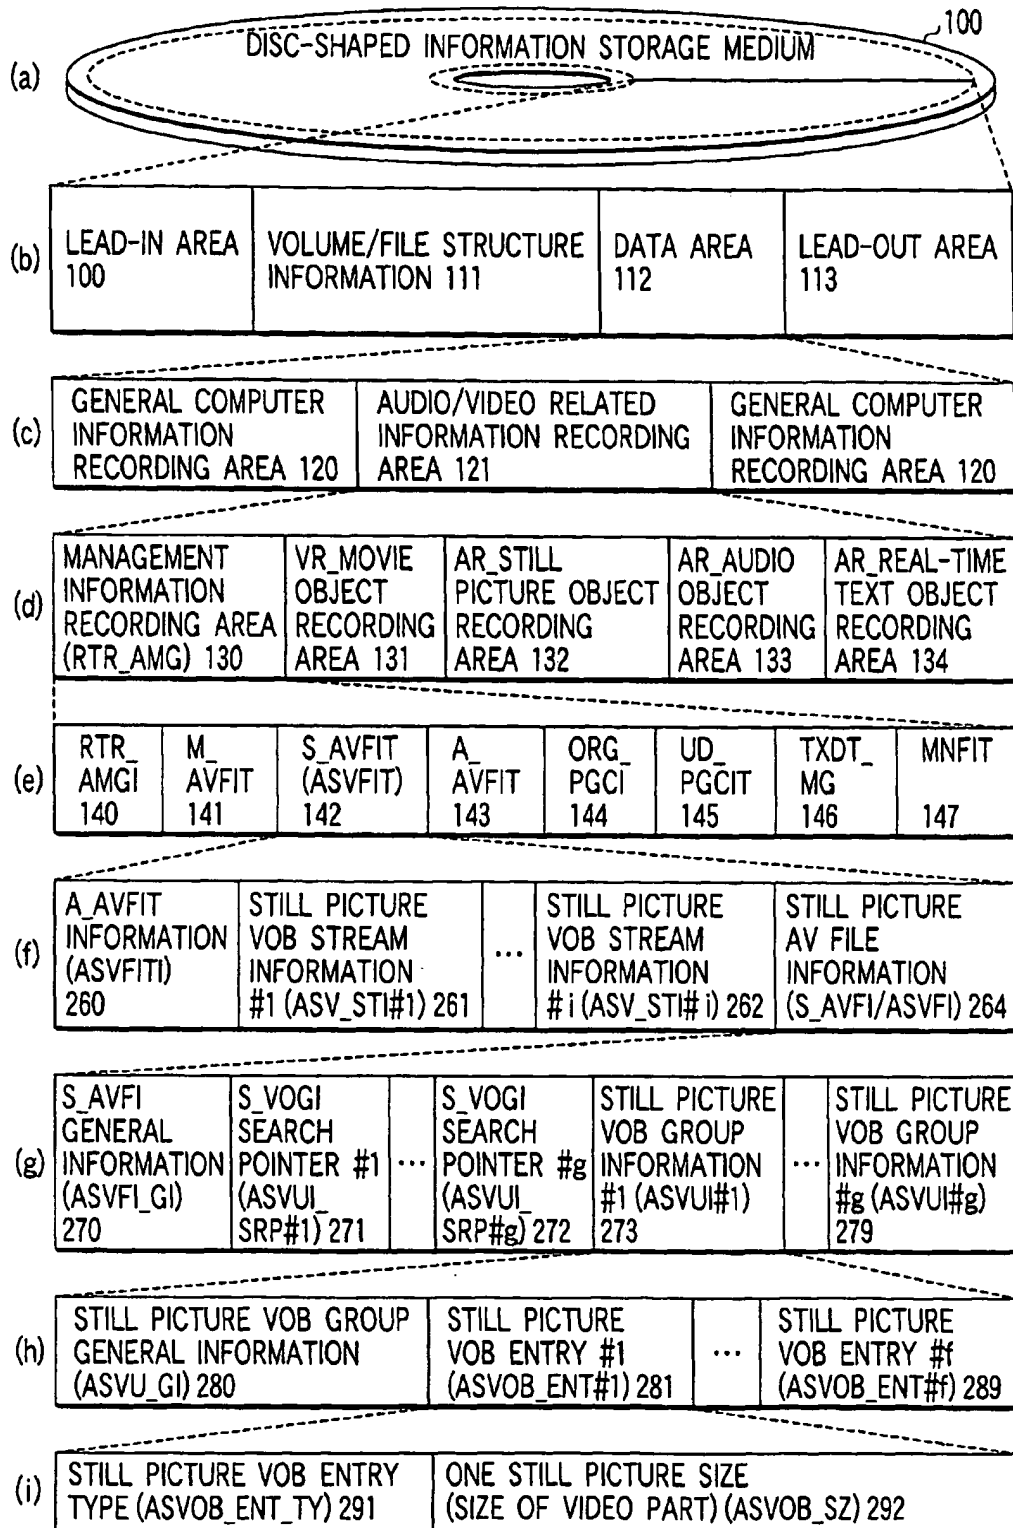 100
DISC-SHAPED INFORMATION STORAGE MEDIUM
(a)
(b)
LEAD-IN AREA
100
VOLUME/FILE STRUCTURE
INFORMATION 111
DATA AREA
112
LEAD-OUT AREA
113
(c)
GENERAL COMPUTER
INFORMATION
RECORDING AREA 120
AUDIO/VIDEO RELATED
INFORMATION RECORDING
AREA 121
GENERAL COMPUTER
INFORMATION
RECORDING AREA 120
(d)
MANAGEMENT
INFORMATION
RECORDING AREA
(RTR_AMG) 130
VR_MOVIE
OBJECT
RECORDING
AREA 131
AR_STILL
PICTURE OBJECT
RECORDING
AREA 132
AR_AUDIO
OBJECT
RECORDING
AREA 133
AR_REAL-TIME
TEXT OBJECT
RECORDING
AREA 134
(e)
RTR_
AMGI
140
M_
AVFIT
141
S_AVFIT
(ASVFIT)
142
A_
AVFIT
143
ORG_
PGCI
144
UD_
PGCIT
145
TXDT_
MG
146
MNFIT
147
(f)
A_AVFIT
INFORMATION
(ASVFITI)
260
STILL PICTURE
VOB STREAM
INFORMATION
#1 (ASV_STI#1) 261
...
STILL PICTURE
VOB STREAM
INFORMATION
#i (ASV_STI#i) 262
STILL PICTURE
AV FILE
INFORMATION
(S_AVFI/ASVFI) 264
(g)
S_AVFI
GENERAL
INFORMATION
(ASVFI_GI)
270
S_VOGI
SEARCH
POINTER #1
(ASVUI_
SRP#1) 271
...
S_VOGI
SEARCH
POINTER #g
(ASVUI_
SRP#g) 272
STILL PICTURE
VOB GROUP
INFORMATION
#1 (ASVUI#1)
273
...
STILL PICTURE
VOB GROUP
INFORMATION
#g (ASVUI#g)
279
(h)
STILL PICTURE VOB GROUP
GENERAL INFORMATION
(ASVU_GI) 280
STILL PICTURE
VOB ENTRY #1
(ASVOB_ENT#1) 281
...
STILL PICTURE
VOB ENTRY #f
(ASVOB_ENT#f) 289
(i)
STILL PICTURE VOB ENTRY
TYPE (ASVOB_ENT_TY) 291
ONE STILL PICTURE SIZE
(SIZE OF VIDEO PART) (ASVOB_SZ) 292